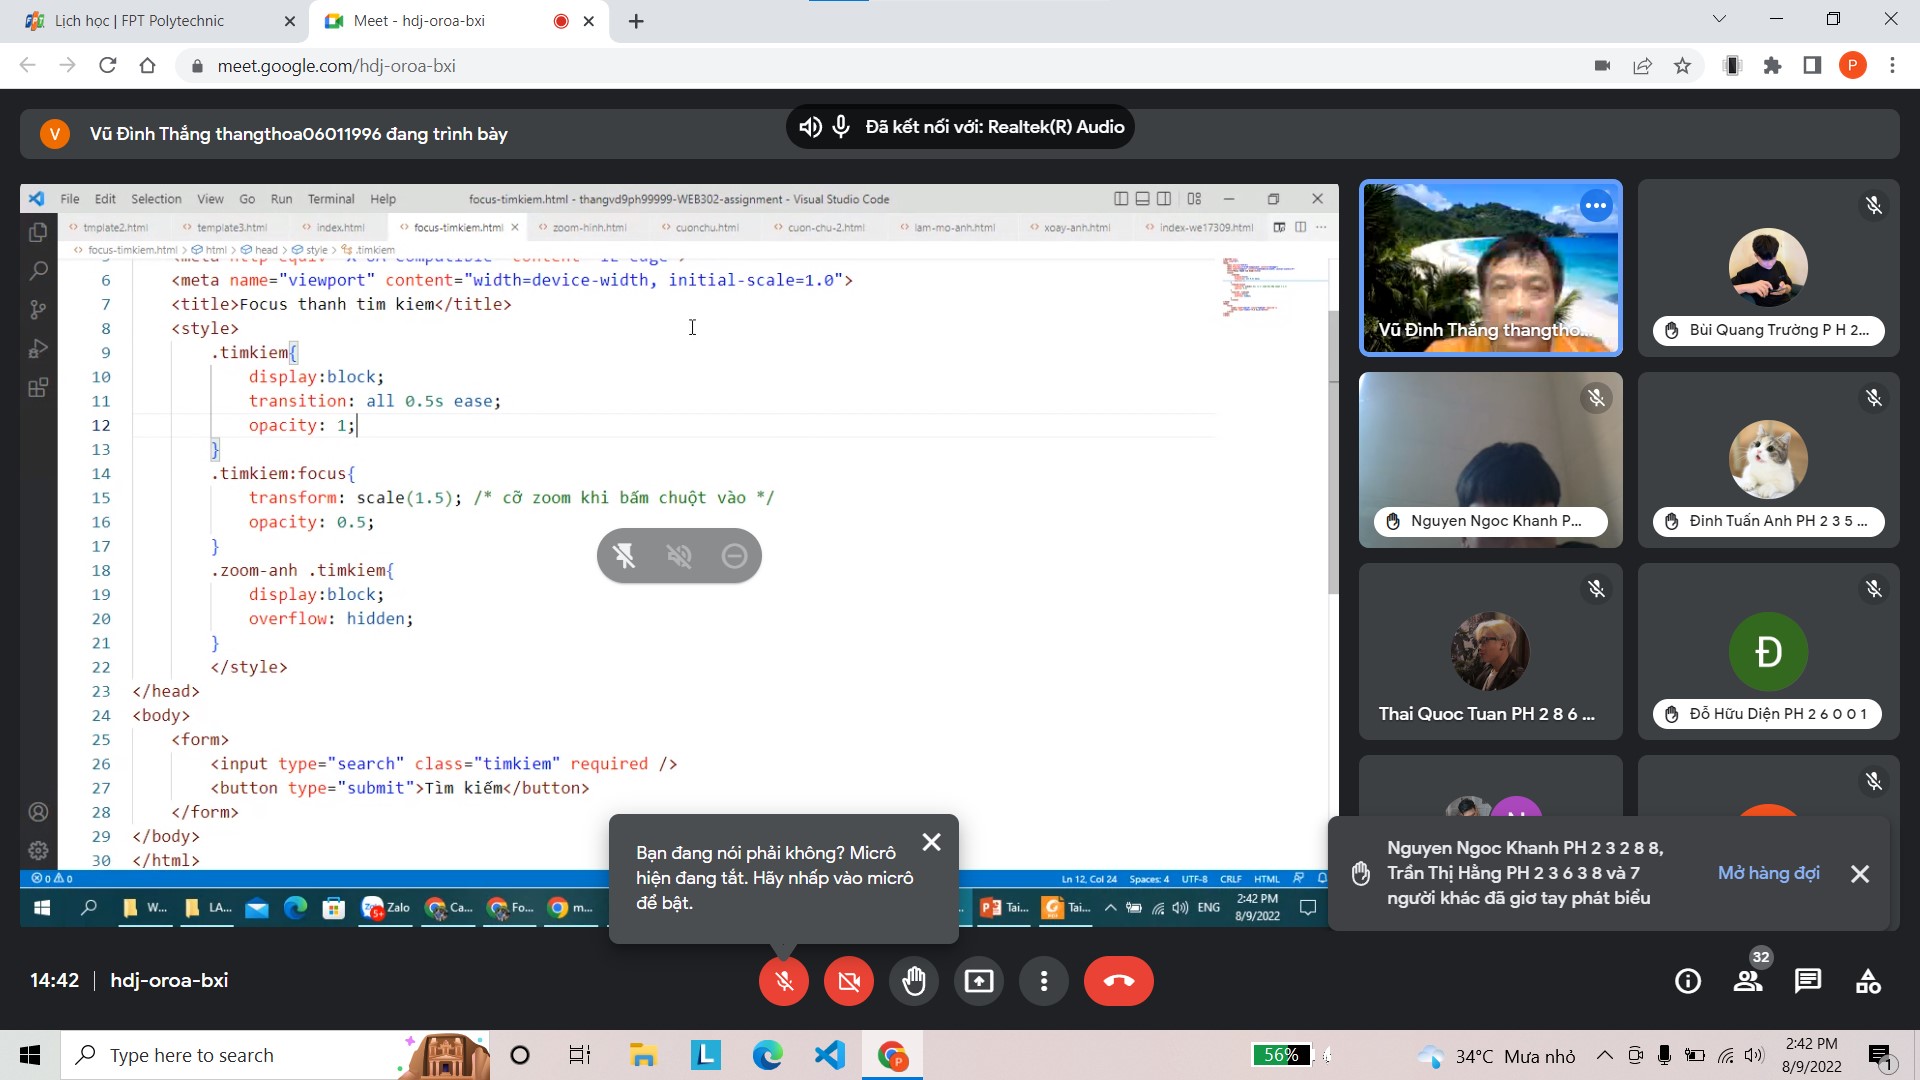 Lịch học | FPT Polytechnic
Meet - hdj-oroa-bxi
meet.google.com/hdj-oroa-bxi
P
V
Vũ Đình Thắng thangthoa06011996 đang trình bày
Đã kết nối với: Realtek(R) Audio
File Edit Selection View Go Run Terminal Help
focus-timkiem.html - thangvd9ph99999-WEB302-assignment - Visual Studio Code
tmplate2.html
template3.html
index.html
focus-timkiem.html
zoom-hinh.html
cuonchu.html
cuon-chu-2.html
lam-mo-anh.html
xoay-anh.html
index-we17309.html
focus-timkiem.html > html > head > style > .timkiem
6 <meta name="viewport" content="width=device-width, initial-scale=1.0">
7 <title>Focus thanh tim kiem</title>
8 <style>
9 .timkiem{
10 display:block;
11 transition: all 0.5s ease;
12 opacity: 1;
13 }
14 .timkiem:focus{
15 transform: scale(1.5); /* cỡ zoom khi bấm chuột vào */
16 opacity: 0.5;
17 }
18 .zoom-anh .timkiem{
19 display:block;
20 overflow: hidden;
21 }
22 </style>
23 </head>
24 <body>
25 <form>
26 <input type="search" class="timkiem" required />
27 <button type="submit">Tìm kiếm</button>
28 </form>
29 </body>
30 </html>
0 0
Ln 12, Col 24 Spaces: 4 UTF-8 CRLF HTML
W...
LA...
Zalo
5+
Ca...
Fo...
m...
Tai...
Tai...
ENG
2:42 PM
8/9/2022
Vũ Đình Thắng thangtho...
Bùi Quang Trường P H 2...
Nguyen Ngoc Khanh P...
Đinh Tuấn Anh PH 2 3 5 ...
Thai Quoc Tuan PH 2 8 6 ...
Đ
Đỗ Hữu Diện PH 2 6 0 0 1
Bạn đang nói phải không? Micrô
hiện đang tắt. Hãy nhấp vào micrô
để bật.
Nguyen Ngoc Khanh PH 2 3 2 8 8,
Trần Thị Hằng PH 2 3 6 3 8 và 7
người khác đã giơ tay phát biểu
Mở hàng đợi
14:42 | hdj-oroa-bxi
32
Type here to search
L
P
56%
34°C Mưa nhỏ
2:42 PM
8/9/2022
1